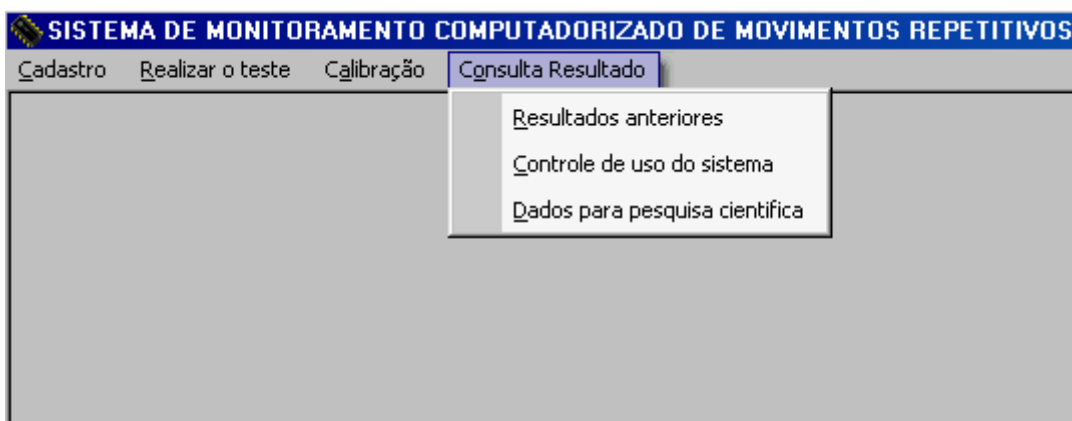 SISTEMA DE MONITORAMENTO COMPUTADORIZADO DE MOVIMENTOS REPETITIVOS
Cadastro Realizar o teste Calibração Consulta Resultado
Resultados anteriores
Controle de uso do sistema
Dados para pesquisa cientifica